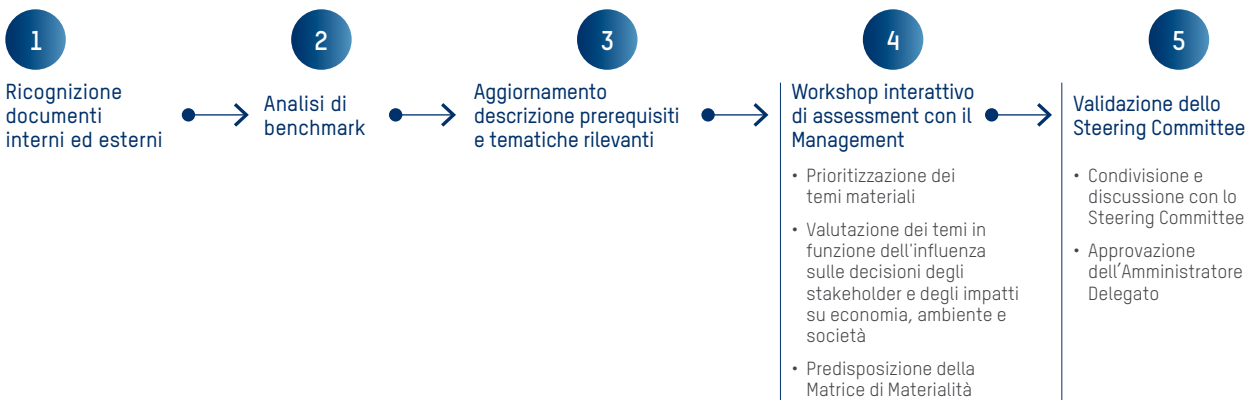 1
Ricognizione
documenti
interni ed esterni
2
Analisi di
benchmark
3
Aggiornamento
descrizione prerequisiti
e tematiche rilevanti
4
Workshop interattivo
di assessment con il
Management
• Prioritizzazione dei
temi materiali
• Valutazione dei temi in
funzione dell'influenza
sulle decisioni degli
stakeholder e degli impatti
su economia, ambiente e
società
• Predisposizione della
Matrice di Materialità
5
Validazione dello
Steering Committee
• Condivisione e
discussione con lo
Steering Committee
• Approvazione
dell’Amministratore
Delegato